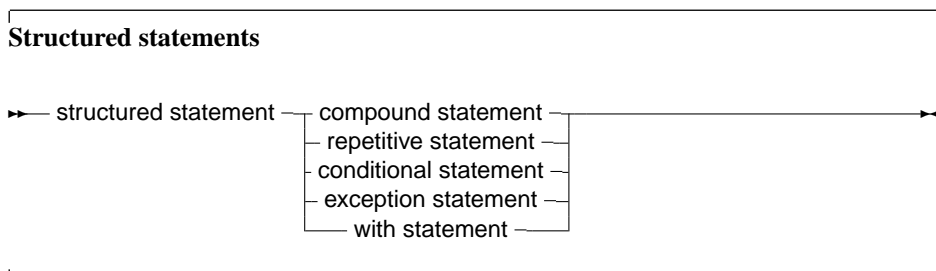 Structured statements
structured statement compound statement
repetitive statement
conditional statement
exception statement
with statement